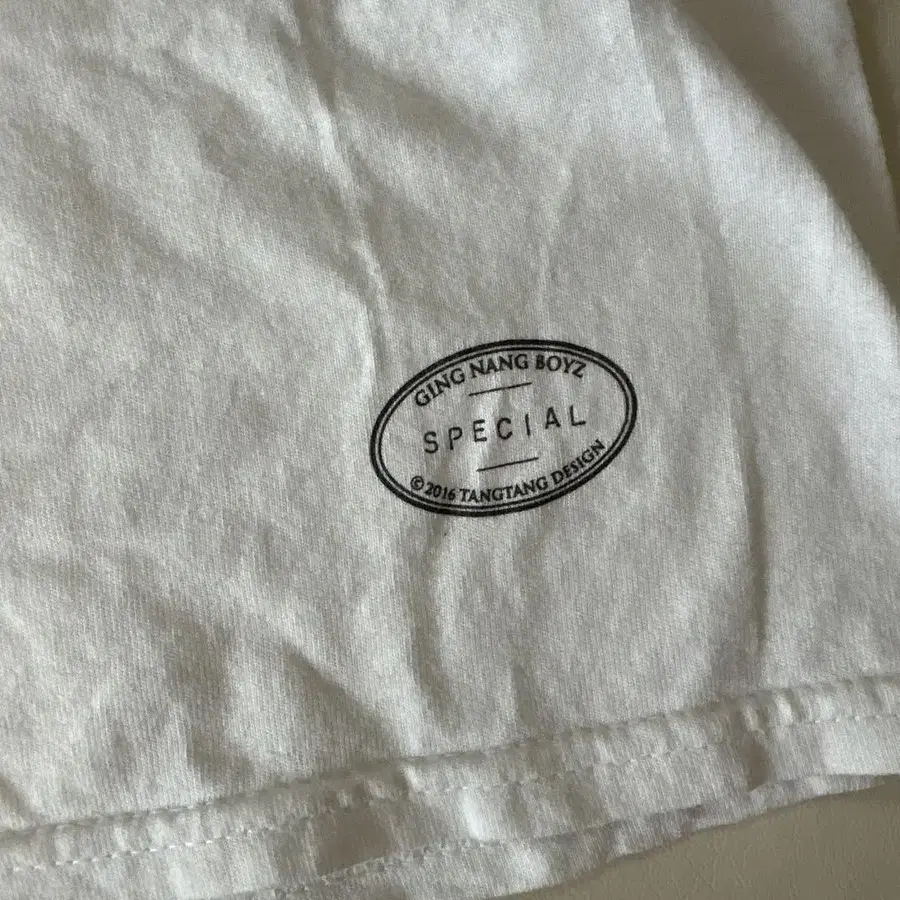 GING NANG BOYZ
SPECIAL
©2016 TANGTANG DESIGN